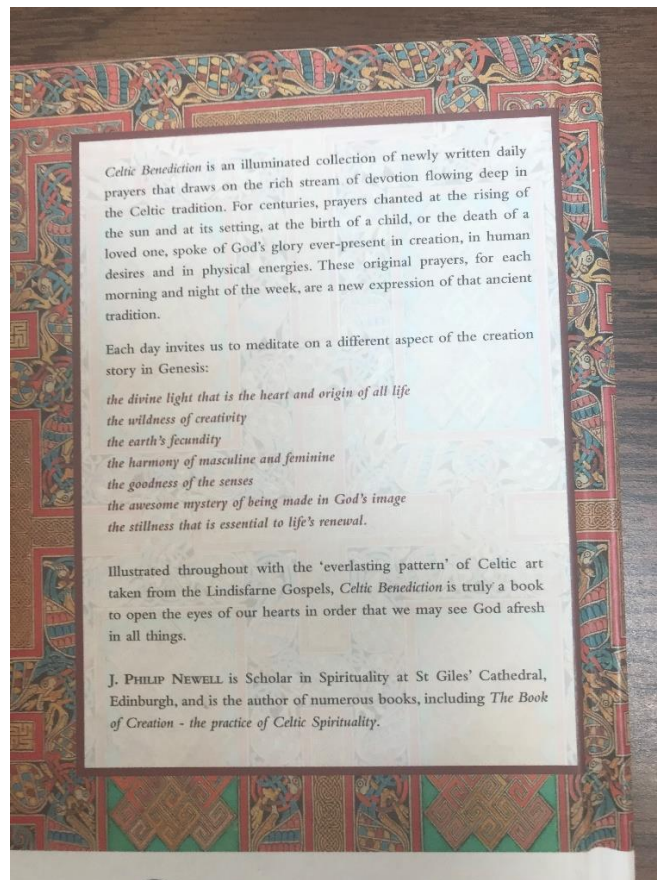 Celtic Benediction is an illuminated collection of newly written daily
prayers that draws on the rich stream of devotion flowing deep in
the Celtic tradition. For centuries, prayers chanted at the rising of
the sun and at its setting, at the birth of a child, or the death of a
loved one, spoke of God's glory ever-present in creation, in human
desires and in physical energies. These original prayers, for each
morning and night of the week, are a new expression of that ancient
tradition.
Each day invites us to meditate on a different aspect of the creation
story in Genesis:
the divine light that is the heart and origin of all life
the wildness of creativity
the earth's fecundity
the harmony of masculine and feminine
the goodness of the senses
the awesome mystery of being made in God's image
the stillness that is essential to life's renewal.
Illustrated throughout with the 'everlasting pattern' of Celtic art
taken from the Lindisfarne Gospels, Celtic Benediction is truly a book
to open the eyes of our hearts in order that we may see God afresh
in all things.
J. PHILIP NEWELL is Scholar in Spirituality at St Giles' Cathedral,
Edinburgh, and is the author of numerous books, including The Book
of Creation - the practice of Celtic Spirituality.